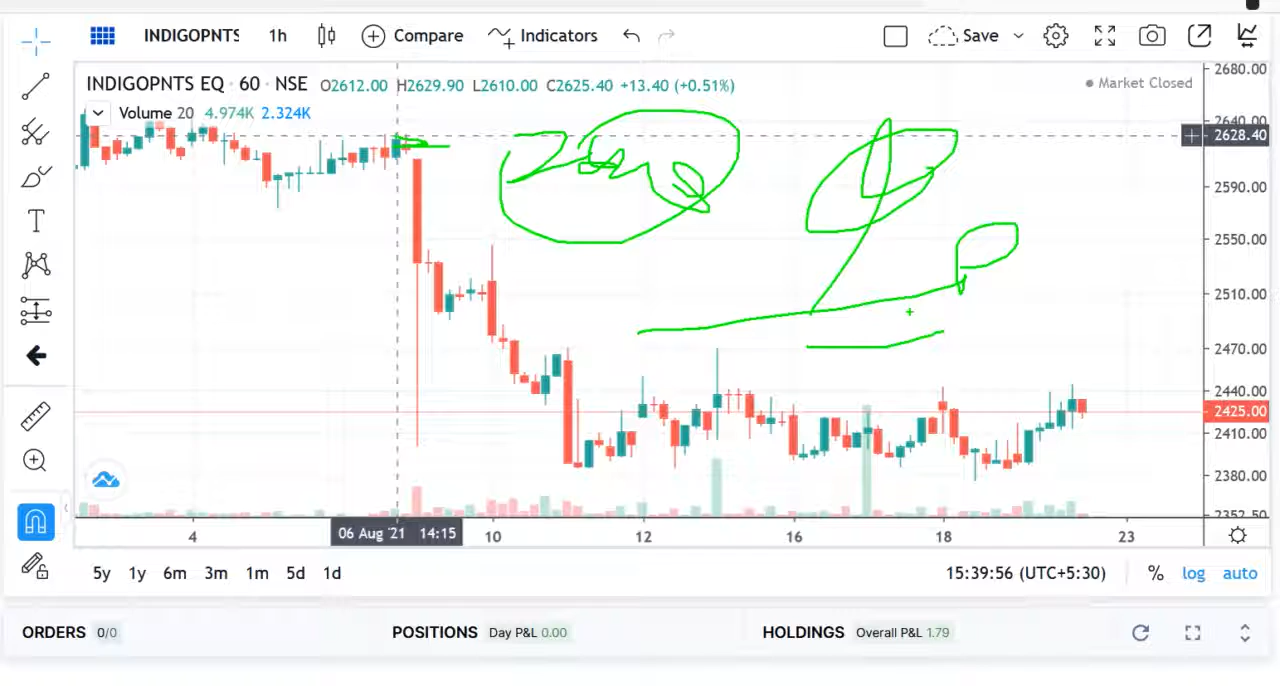 INDIGOPNTS 1h Compare Indicators Save
INDIGOPNTS EQ · 60 · NSE O2612.00 H2629.90 L2610.00 C2625.40 +13.40 (+0.51%)
Market Closed
Volume 20 4.974K 2.324K
2680.00
2640.00
2628.40
2590.00
2550.00
2510.00
2470.00
2440.00
2425.00
2410.00
2380.00
2352.50
4 06 Aug '21 14:15 10 12 16 18 23
5y 1y 6m 3m 1m 5d 1d 15:39:56 (UTC+5:30) % log auto
ORDERS 0/0 POSITIONS Day P&L 0.00 HOLDINGS Overall P&L 1.79